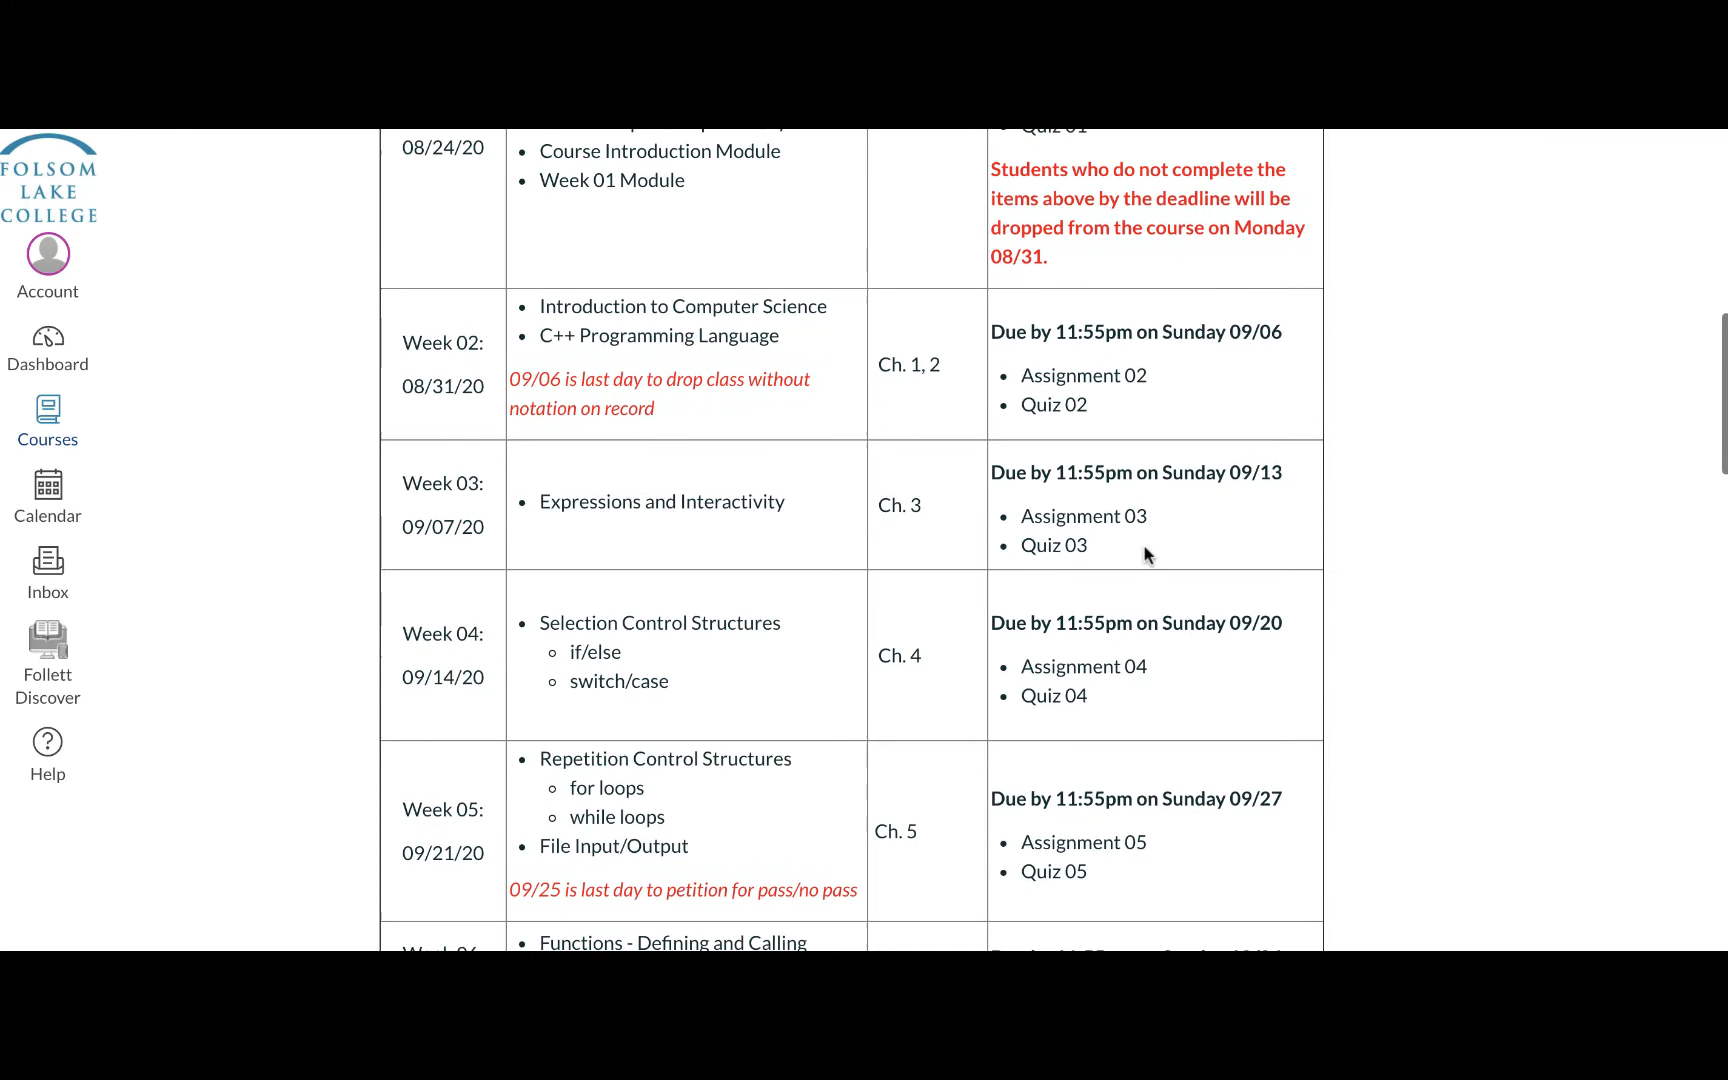 FOLSOM
LAKE
COLLEGE
Account
Dashboard
Courses
Calendar
Inbox
Follett
Discover
Help
08/24/20
Course Introduction Module
Week 01 Module
Quiz 01
Students who do not complete the
items above by the deadline will be
dropped from the course on Monday
08/31.
Week 02:
08/31/20
Introduction to Computer Science
C++ Programming Language
09/06 is last day to drop class without
notation on record
Ch. 1, 2
Due by 11:55pm on Sunday 09/06
Assignment 02
Quiz 02
Week 03:
09/07/20
Expressions and Interactivity
Ch. 3
Due by 11:55pm on Sunday 09/13
Assignment 03
Quiz 03
Week 04:
09/14/20
Selection Control Structures
if/else
switch/case
Ch. 4
Due by 11:55pm on Sunday 09/20
Assignment 04
Quiz 04
Week 05:
09/21/20
Repetition Control Structures
for loops
while loops
File Input/Output
09/25 is last day to petition for pass/no pass
Ch. 5
Due by 11:55pm on Sunday 09/27
Assignment 05
Quiz 05
Functions - Defining and Calling